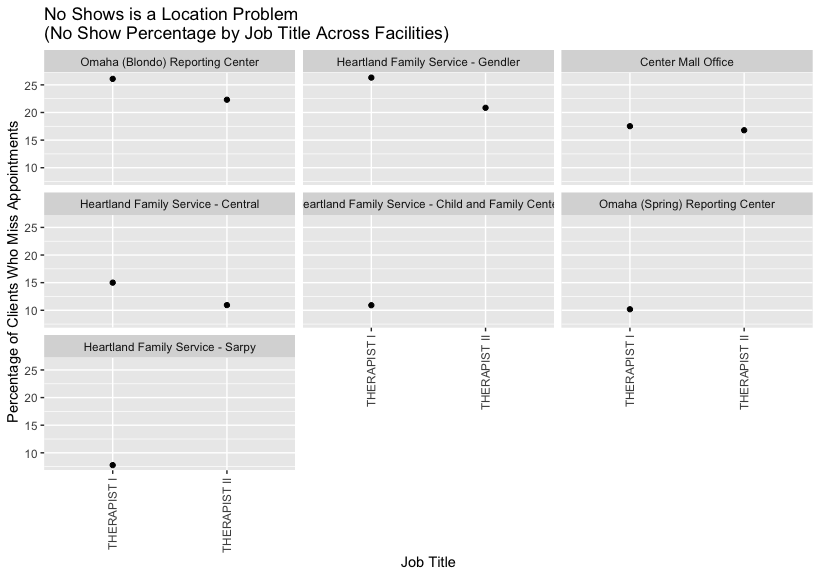 No Shows is a Location Problem
(No Show Percentage by Job Title Across Facilities)
Omaha (Blondo) Reporting Center
Heartland Family Service - Gendler
Center Mall Office
25
20
15
10
Heartland Family Service - Central
eartland Family Service - Child and Family Cente
Omaha (Spring) Reporting Center
25
20
15
10
Heartland Family Service - Sarpy
25
20
15
10
THERAPIST I
THERAPIST II
THERAPIST I
THERAPIST II
THERAPIST I
THERAPIST II
Percentage of Clients Who Miss Appointments
Job Title